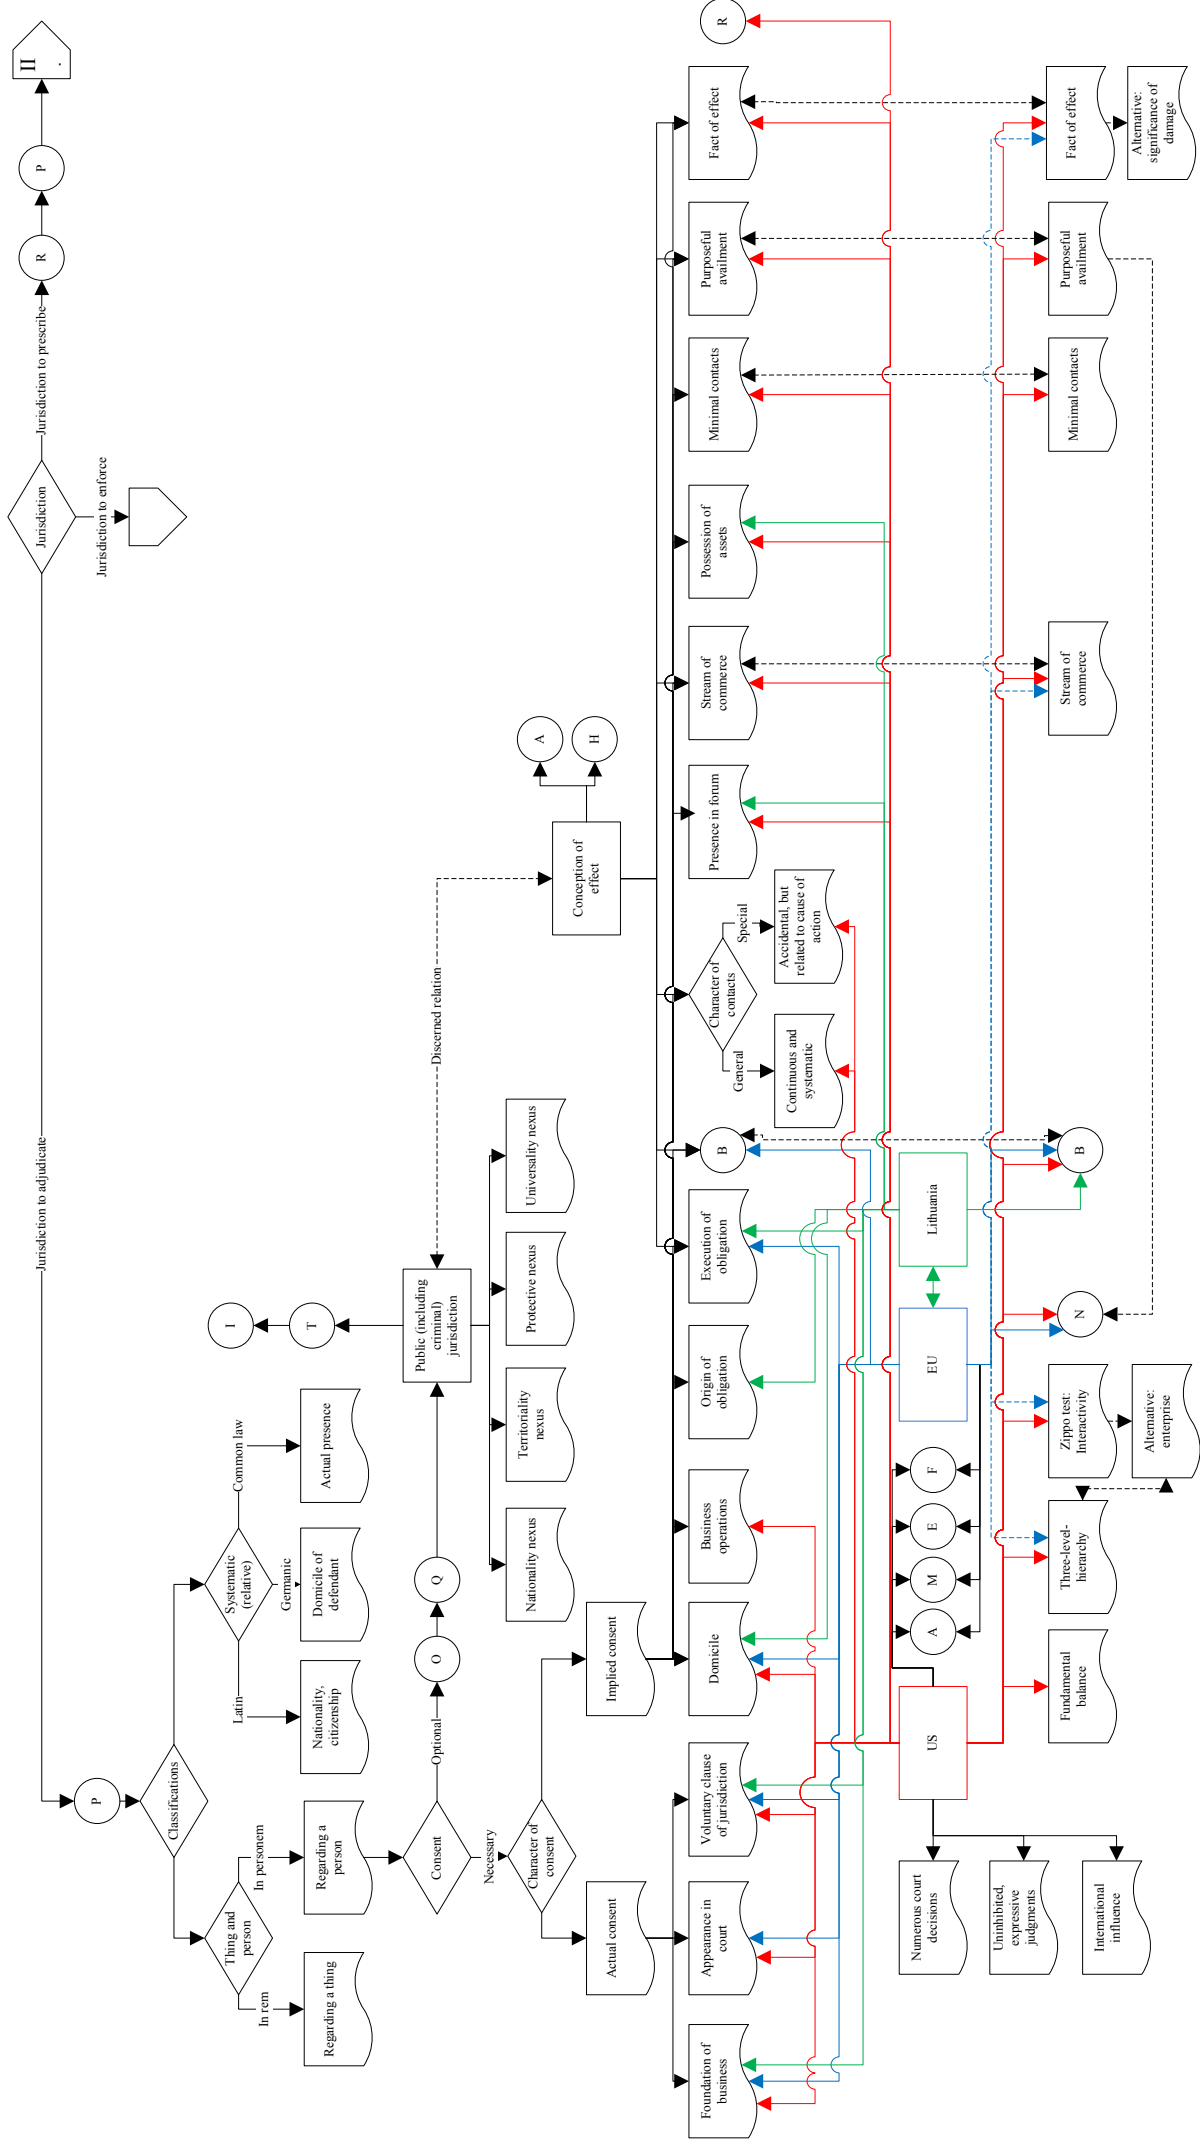 II
.
P
R
Jurisdiction to prescribe
Jurisdiction
Jurisdiction to enforce
Jurisdiction to adjudicate
P
Classifications
Thing and
person
In rem
In personem
Regarding a thing
Regarding a
person
Systematic
(relative)
Latin
Germanic
Common law
Nationality,
citizenship
Domicile of
defendant
Actual presence
Consent
Optional
Necessary
O
Q
I
T
Public (including
criminal)
jurisdiction
Discerned relation
Nationality nexus
Territoriality
nexus
Protective nexus
Universality nexus
Conception of
effect
A
H
Character of
consent
Actual consent
Implied consent
Foundation of
business
Appearance in
court
Voluntary clause
of jurisdiction
Domicile
Business
operations
Origin of
obligation
Execution of
obligation
B
Character of
contacts
General
Special
Continuous and
systematic
Accidental, but
related to cause of
action
Presence in forum
Stream of
commerce
Possession of
assets
Minimal contacts
Purposeful
availment
Fact of effect
R
US
A
M
E
F
EU
Lithuania
Numerous court
decisions
Uninhibited,
expressive
judgments
International
influence
Fundamental
balance
Three-level-
hierarchy
Zippo test:
Interactivity
Alternative:
enterprise
N
B
Stream of
commerce
Minimal contacts
Purposeful
availment
Fact of effect
Alternative:
significance of
damage